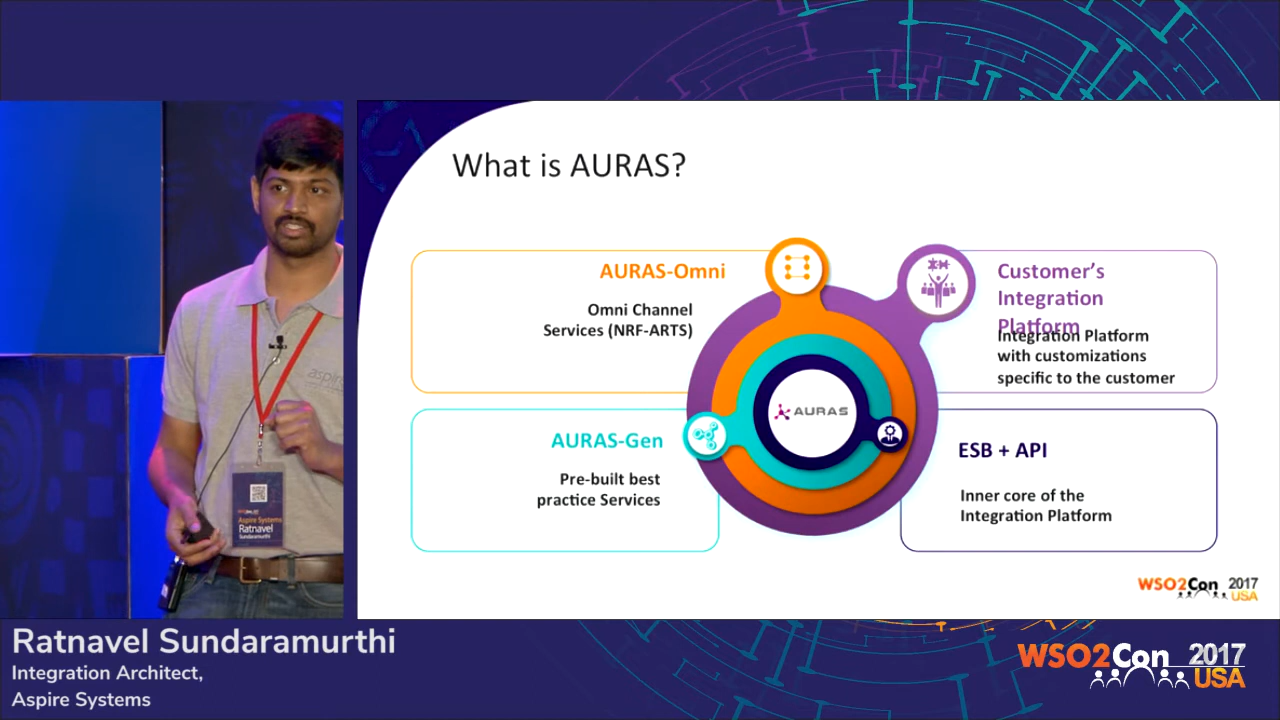 What is AURAS?
AURAS-Omni
Omni Channel
Services (NRF-ARTS)
Customer's
Integration
Platform
Integration Platform
with customizations
specific to the customer
AURAS
AURAS-Gen
Pre-built best
practice Services
ESB + API
Inner core of the
Integration Platform
WSO2Con 2017
USA
aspire
Aspire Systems
Ratnavel
Sundaramurthi
Ratnavel Sundaramurthi
Integration Architect,
Aspire Systems
WSO2Con 2017
USA